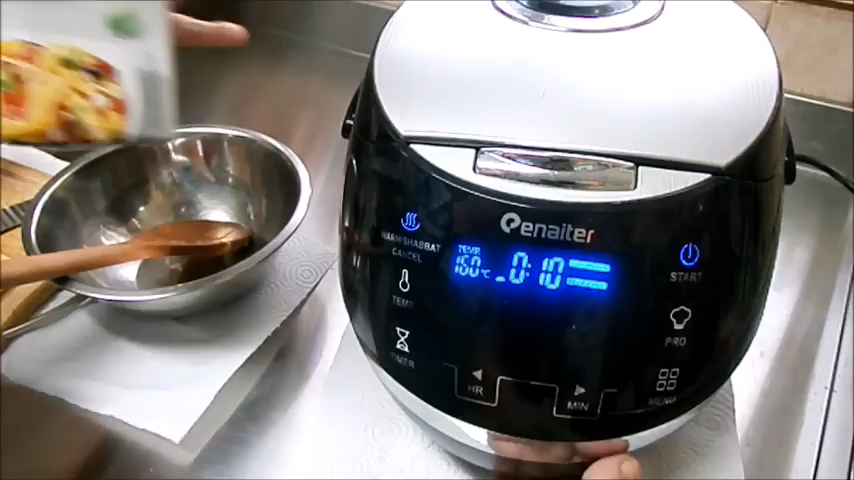 Penaiter
WARM/SHABBAT
CANCEL
TEMP
160°C 0:10
START
TEMP
PRO
TIMER
HR
MIN
MENU